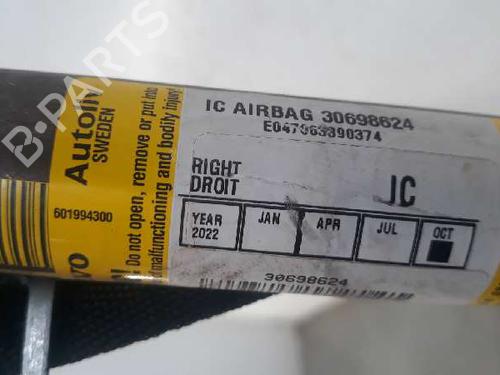 B-PARTS
Autoliv
SWEDEN
601994300
Do not open, remove or put into
malfunctioning and bodily injury!
IC AIRBAG 30698624
E047963390374
RIGHT
DROIT
JC
YEAR 2022 JAN APR JUL OCT
30698624